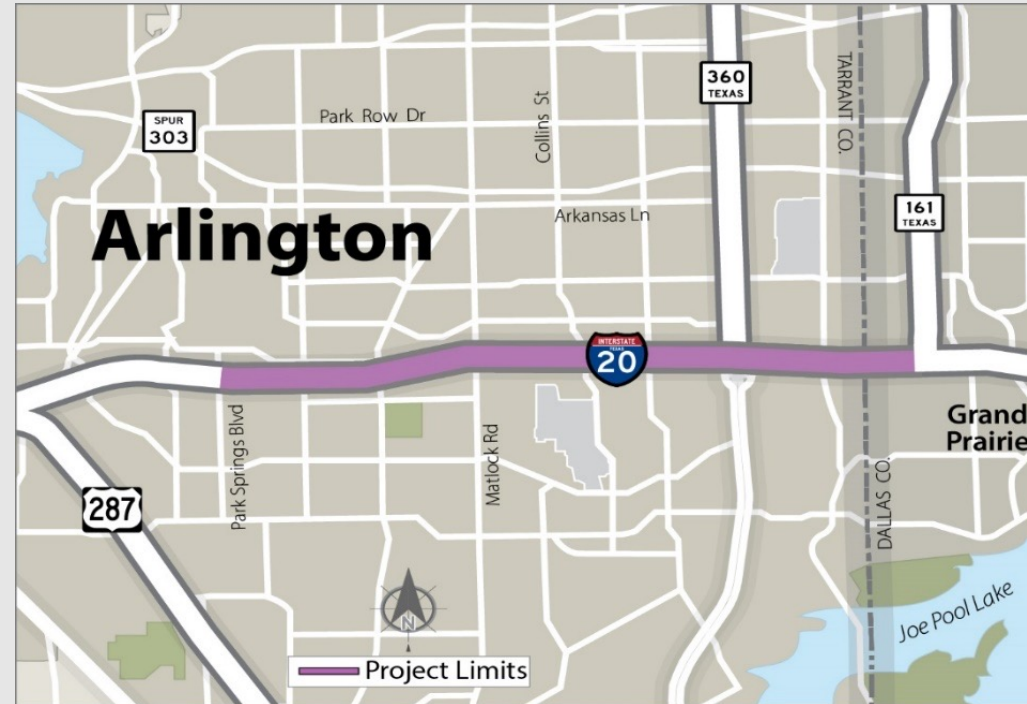 360
TEXAS
TARRANT CO.
SPUR
303
Park Row Dr
Collins St
161
TEXAS
Arkansas Ln
Arlington
INTERSTATE
TEXAS
20
Grand
Prairie
Park Springs Blvd
Matlock Rd
287
DALLAS CO.
N
Joe Pool Lake
Project Limits